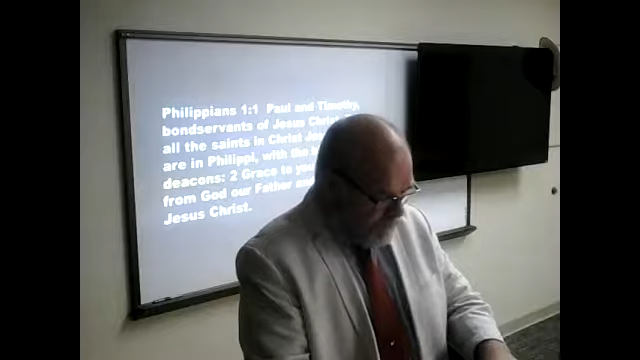 Philippians 1:1 Paul and Timothy,
bondservants of Jesus Christ
all the saints in Christ
are in Philippi, with the
deacons: 2 Grace to you
from God our Father and
Jesus Christ.